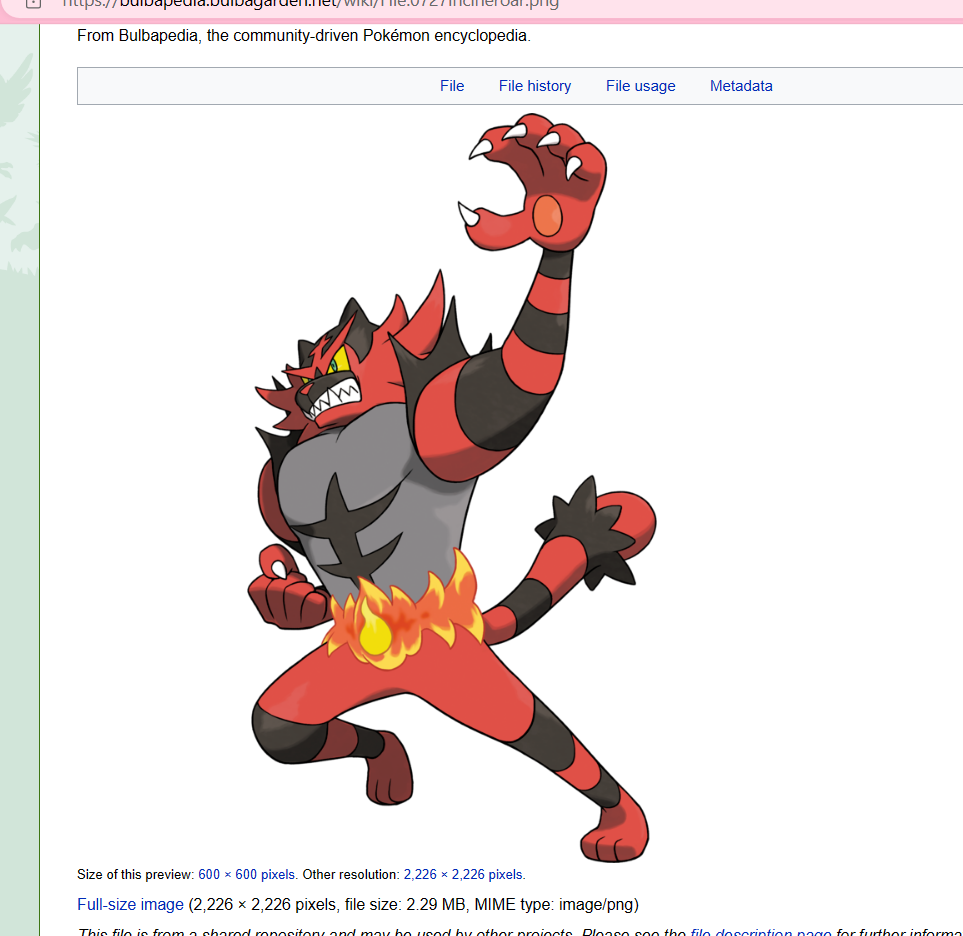 https://bulbapedia.bulbagarden.net/wiki/File:0727Incineroar.png
From Bulbapedia, the community-driven Pokémon encyclopedia.
File File history File usage Metadata
Size of this preview: 600 × 600 pixels. Other resolution: 2,226 × 2,226 pixels.
Full-size image (2,226 × 2,226 pixels, file size: 2.29 MB, MIME type: image/png)
This file is from a shared repository and may be used by other projects. Please see the file description page for further